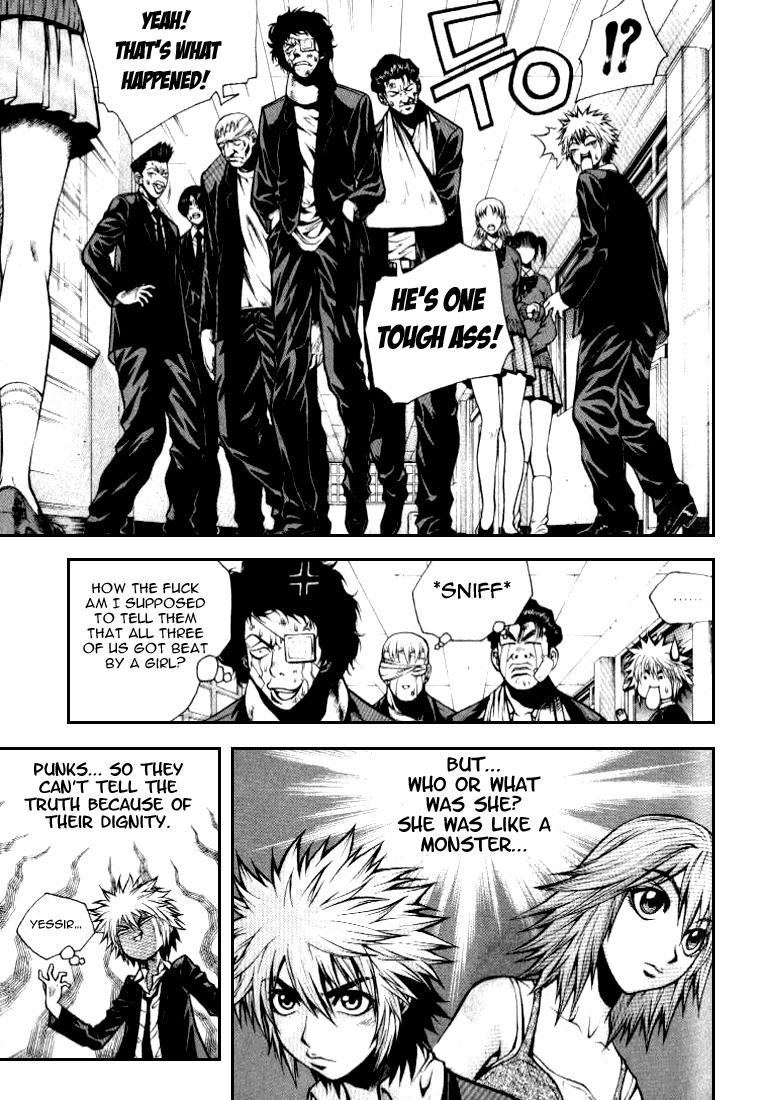 YEAH!
THAT'S WHAT
HAPPENED!
두웅
!?
HE'S ONE
TOUGH ASS!
HOW THE FUCK
AM I SUPPOSED
TO TELL THEM
THAT ALL THREE
OF US GOT BEAT
BY A GIRL?
*SNIFF*
......
PUNKS... SO THEY
CAN'T TELL THE
TRUTH BECAUSE OF
THEIR DIGNITY.
YESSIR...
BUT...
WHO OR WHAT
WAS SHE?
SHE WAS LIKE A
MONSTER...